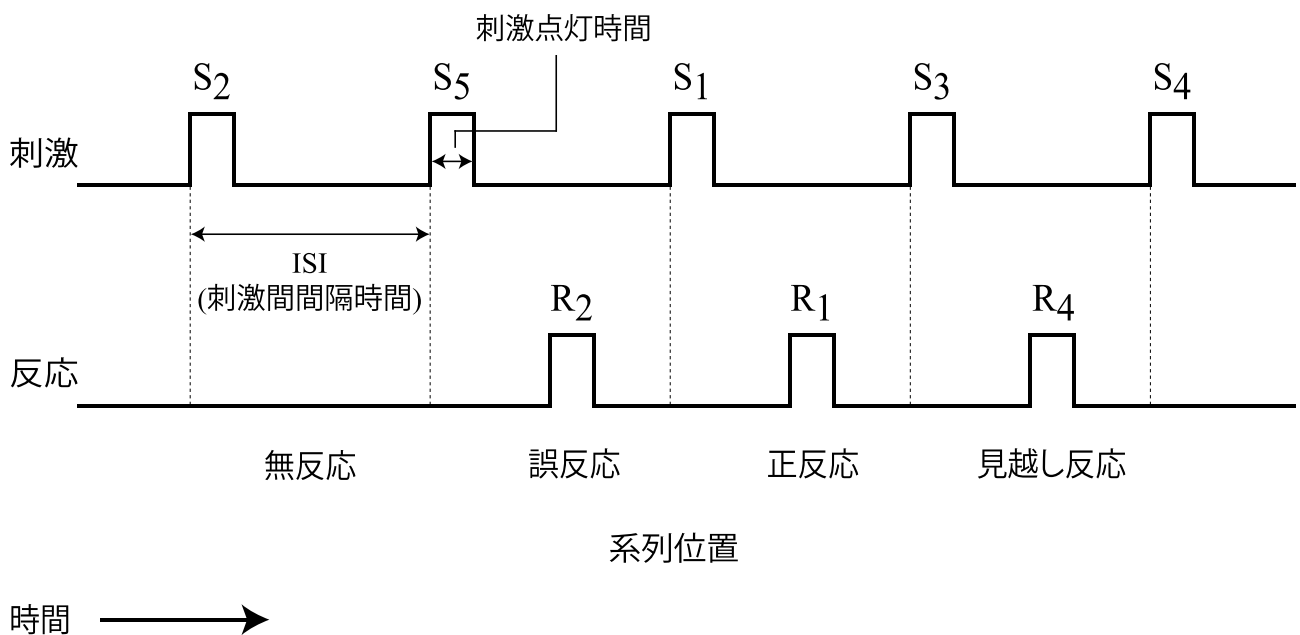 刺激点灯時間
S2 S5 S1 S3 S4
刺激
ISI
(刺激間間隔時間)
R2 R1 R4
反応
無反応 誤反応 正反応 見越し反応
系列位置
時間